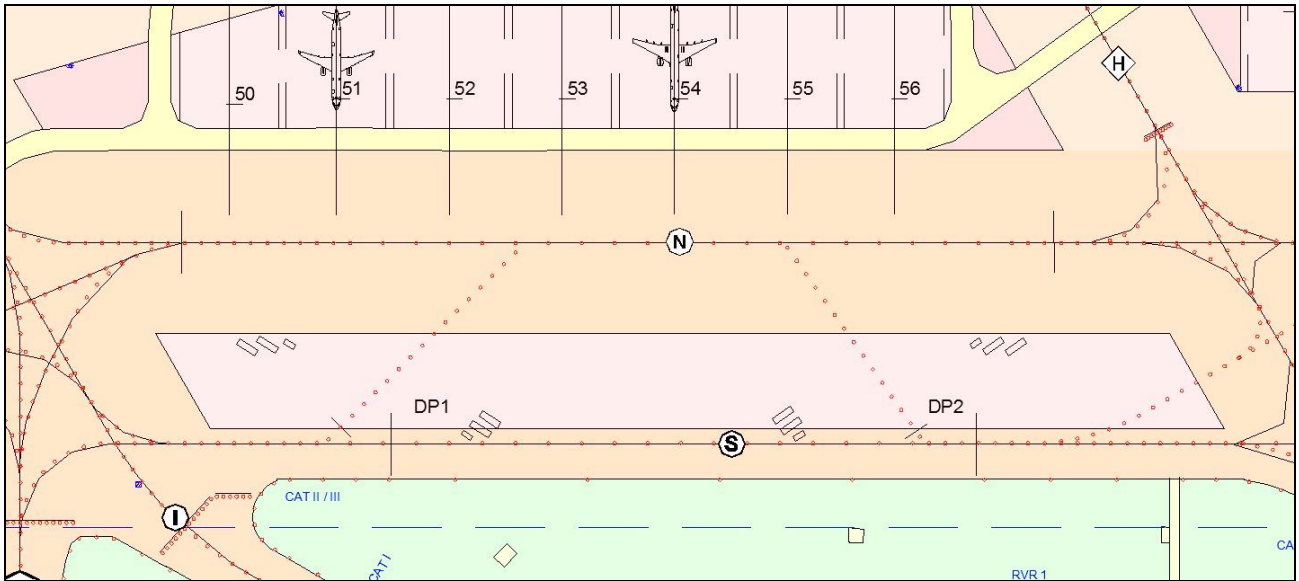 H
50
51
52
53
54
55
56
N
DP1
DP2
S
CAT II / III
I
CAT I
RVR 1
CA